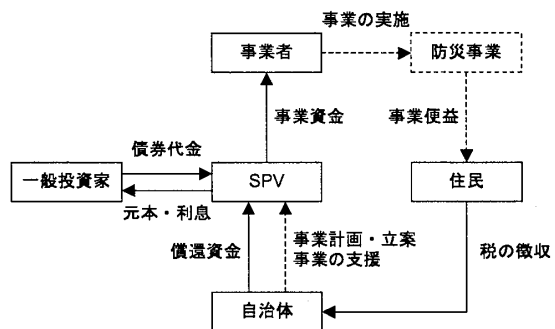 事業の実施
事業者
防災事業
事業資金
事業便益
債券代金
一般投資家
SPV
住民
元本・利息
償還資金
事業計画・立案
事業の支援
税の徴収
自治体